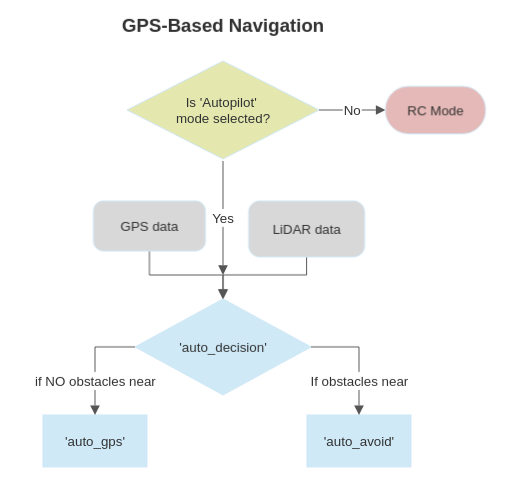 GPS-Based Navigation
Is 'Autopilot'
mode selected?
No
RC Mode
Yes
GPS data
LiDAR data
'auto_decision'
if NO obstacles near
If obstacles near
'auto_gps'
'auto_avoid'